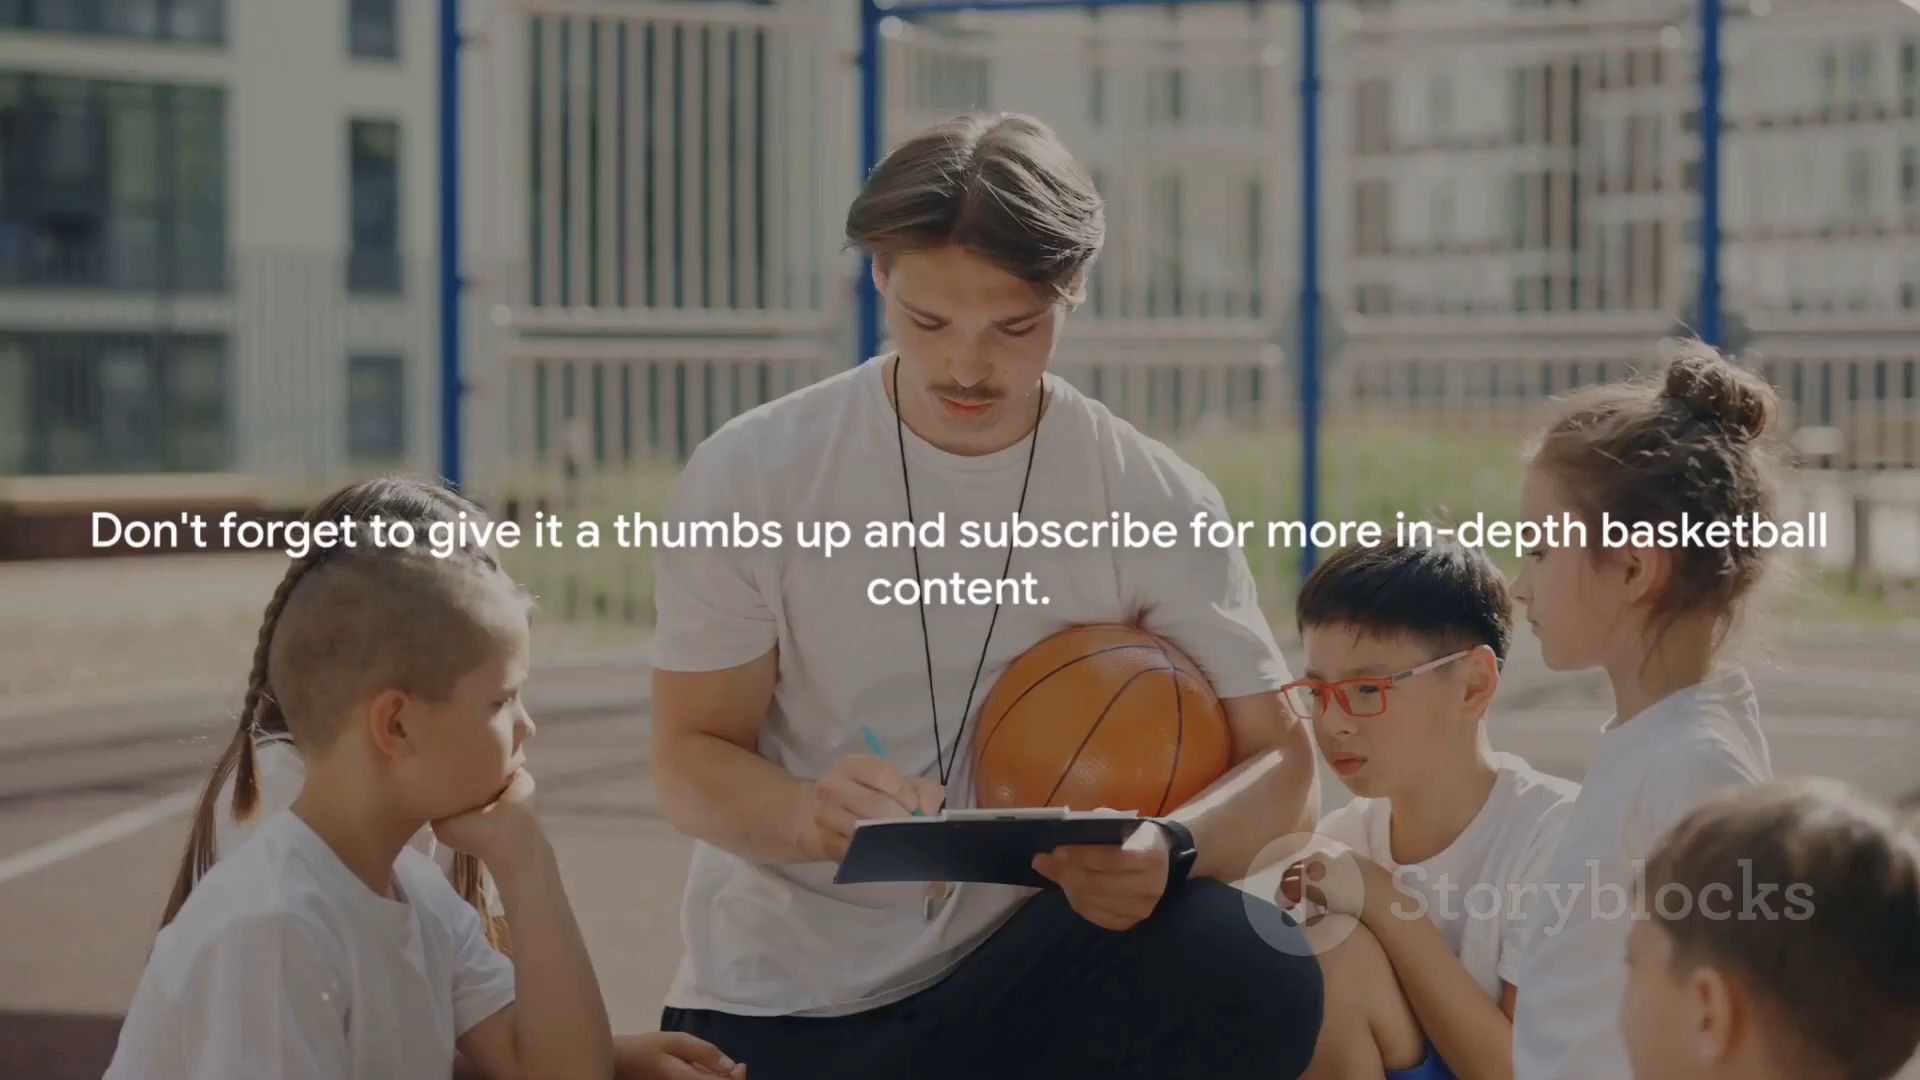 Don't forget to give it a thumbs up and subscribe for more in-depth basketball
content.
Storyblocks